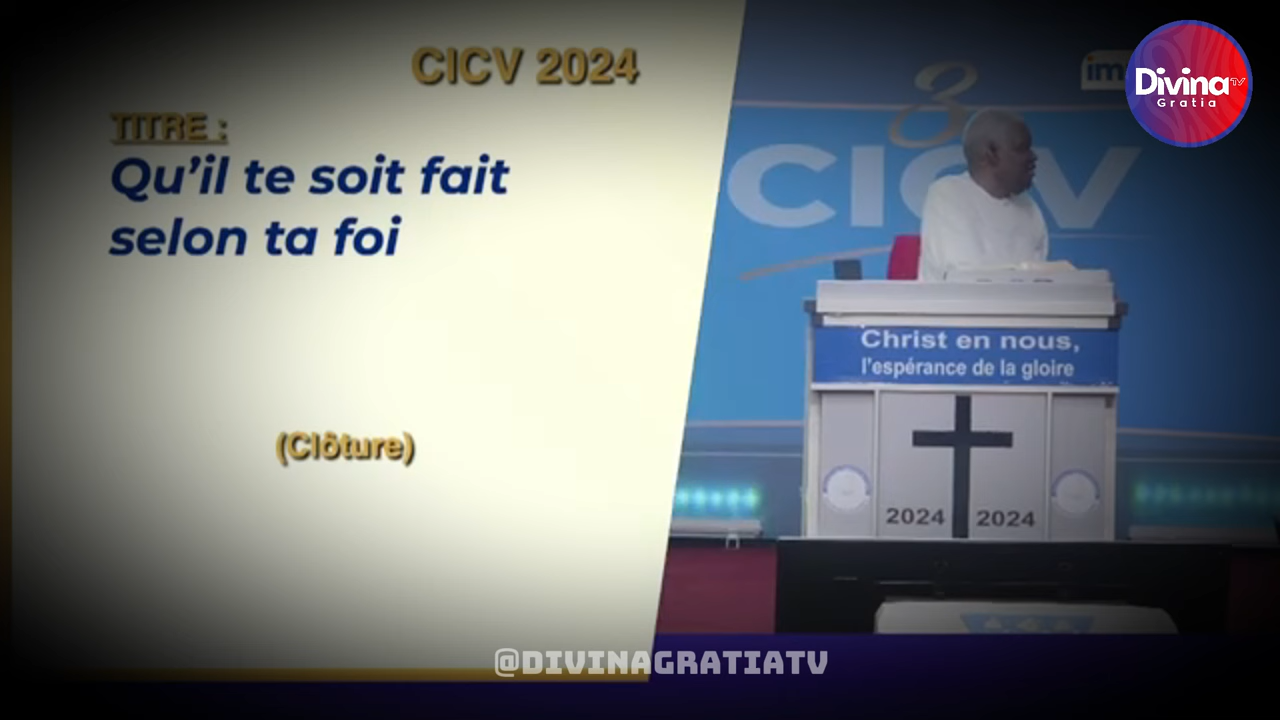 CICV 2024
TITRE :
Qu'il te soit fait
selon ta foi
(Clôture)
Divina TV
Gratia
CICV
Christ en nous,
l'espérance de la gloire
2024 2024
@DIVINAGRATIATV